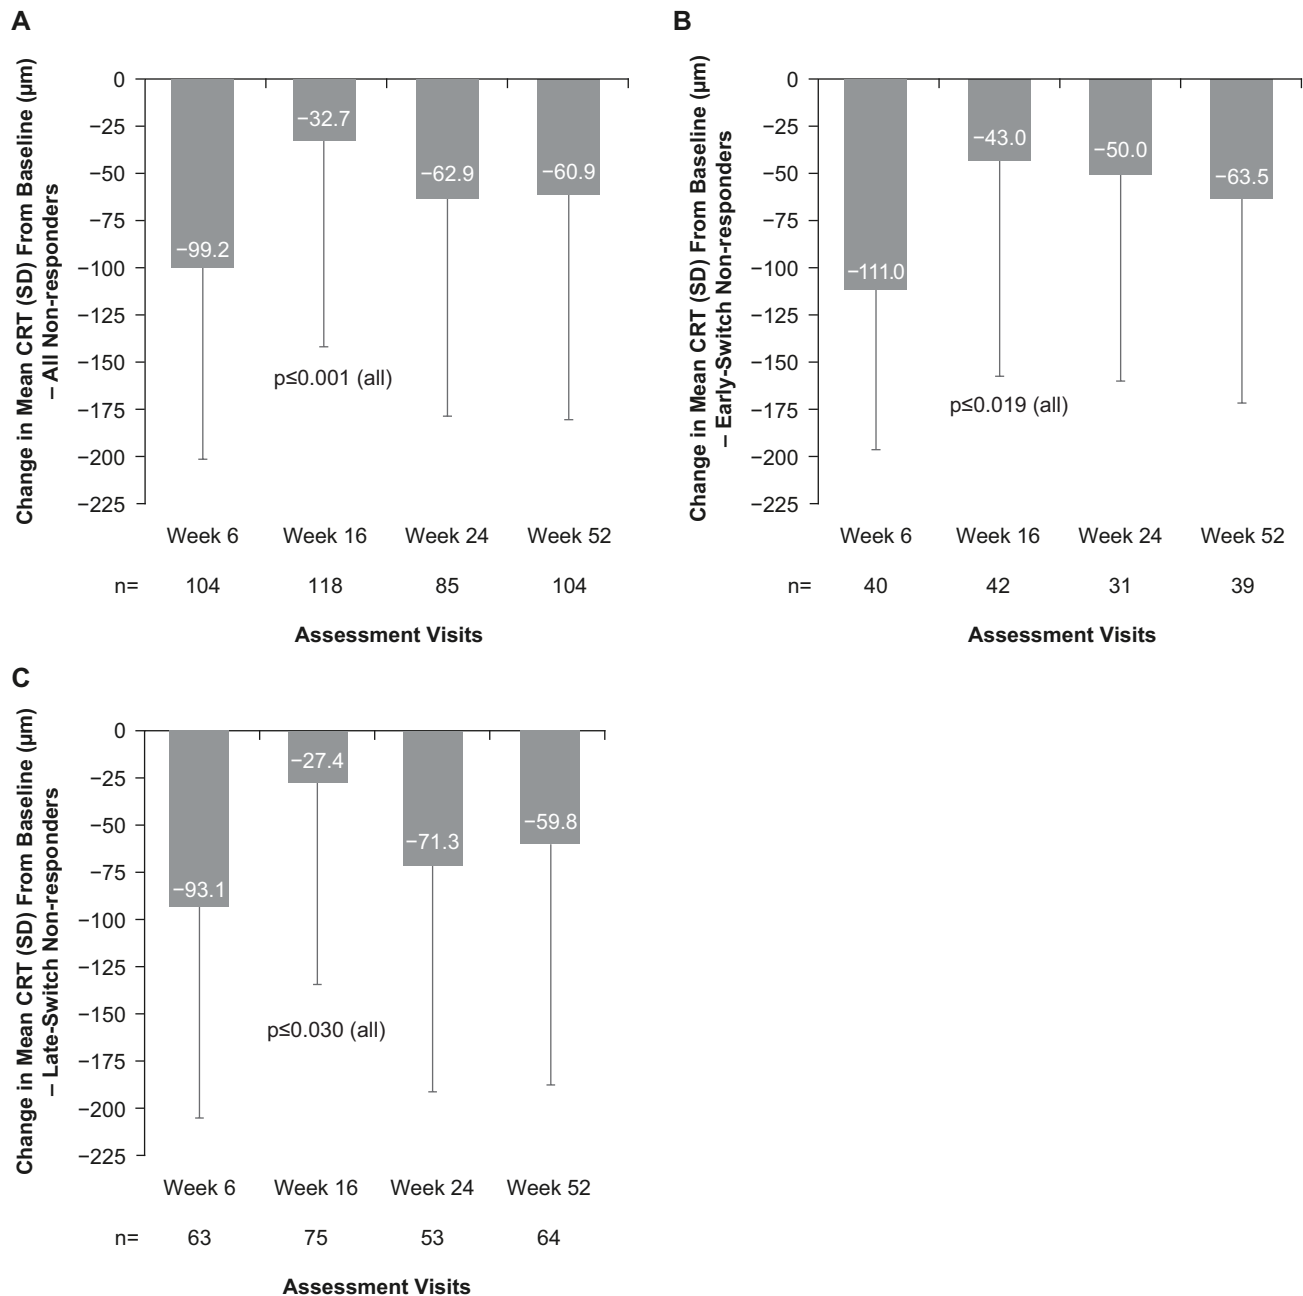 A
Change in Mean CRT (SD) From Baseline (μm)
– All Non-responders
0
−25
−50
−75
−100
−125
−150
−175
−200
−225
−99.2
−32.7
−62.9
−60.9
p≤0.001 (all)
Week 6 Week 16 Week 24 Week 52
n= 104 118 85 104
Assessment Visits
B
Change in Mean CRT (SD) From Baseline (μm)
– Early-Switch Non-responders
0
−25
−50
−75
−100
−125
−150
−175
−200
−225
−111.0
−43.0
−50.0
−63.5
p≤0.019 (all)
Week 6 Week 16 Week 24 Week 52
n= 40 42 31 39
Assessment Visits
C
Change in Mean CRT (SD) From Baseline (μm)
– Late-Switch Non-responders
0
−25
−50
−75
−100
−125
−150
−175
−200
−225
−93.1
−27.4
−71.3
−59.8
p≤0.030 (all)
Week 6 Week 16 Week 24 Week 52
n= 63 75 53 64
Assessment Visits